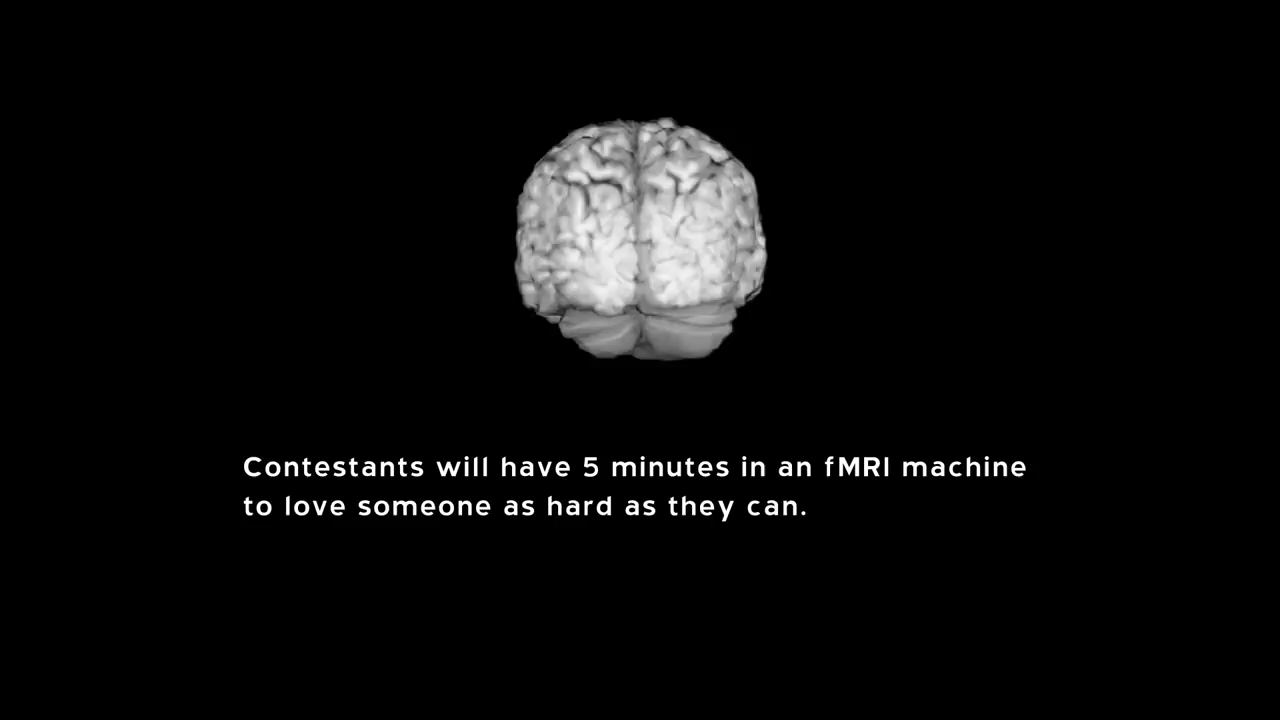 Contestants will have 5 minutes in an fMRI machine
to love someone as hard as they can.